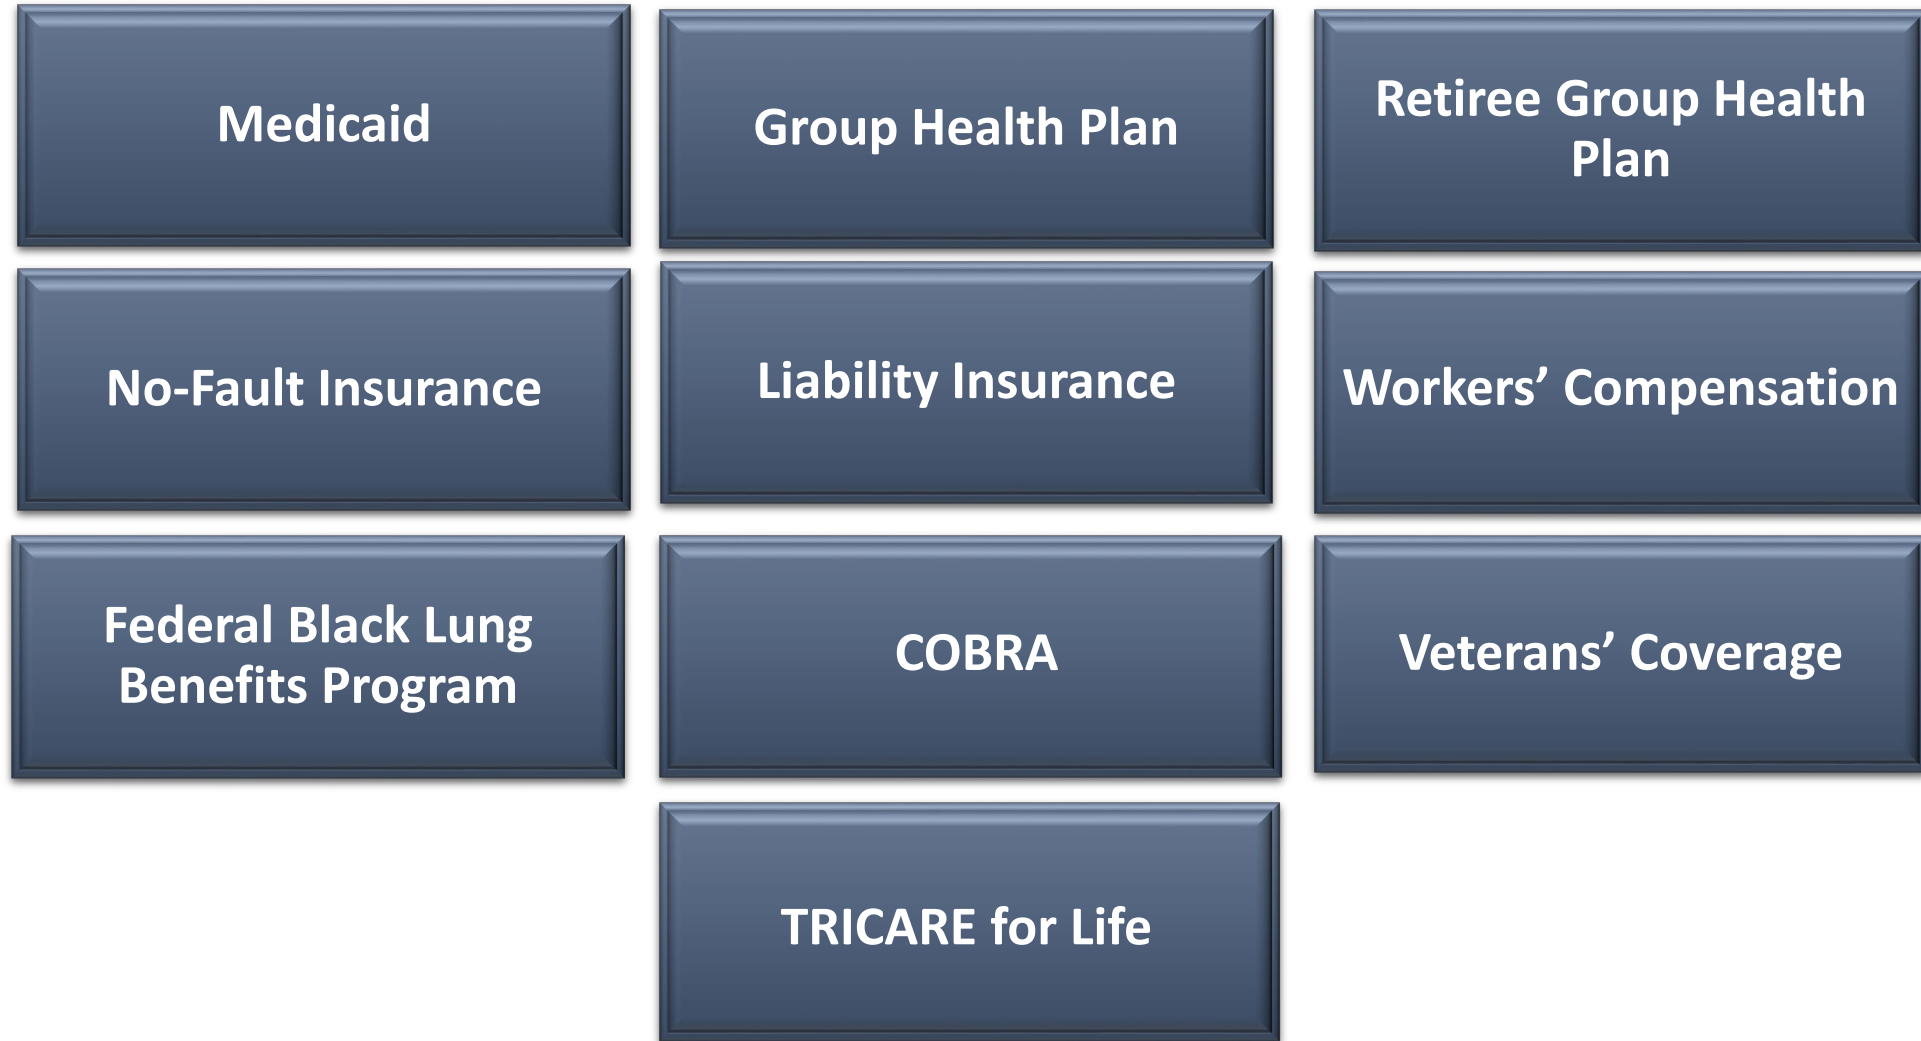 Medicaid
Group Health Plan
Retiree Group Health
Plan
No-Fault Insurance
Liability Insurance
Workers’ Compensation
Federal Black Lung
Benefits Program
COBRA
Veterans’ Coverage
TRICARE for Life